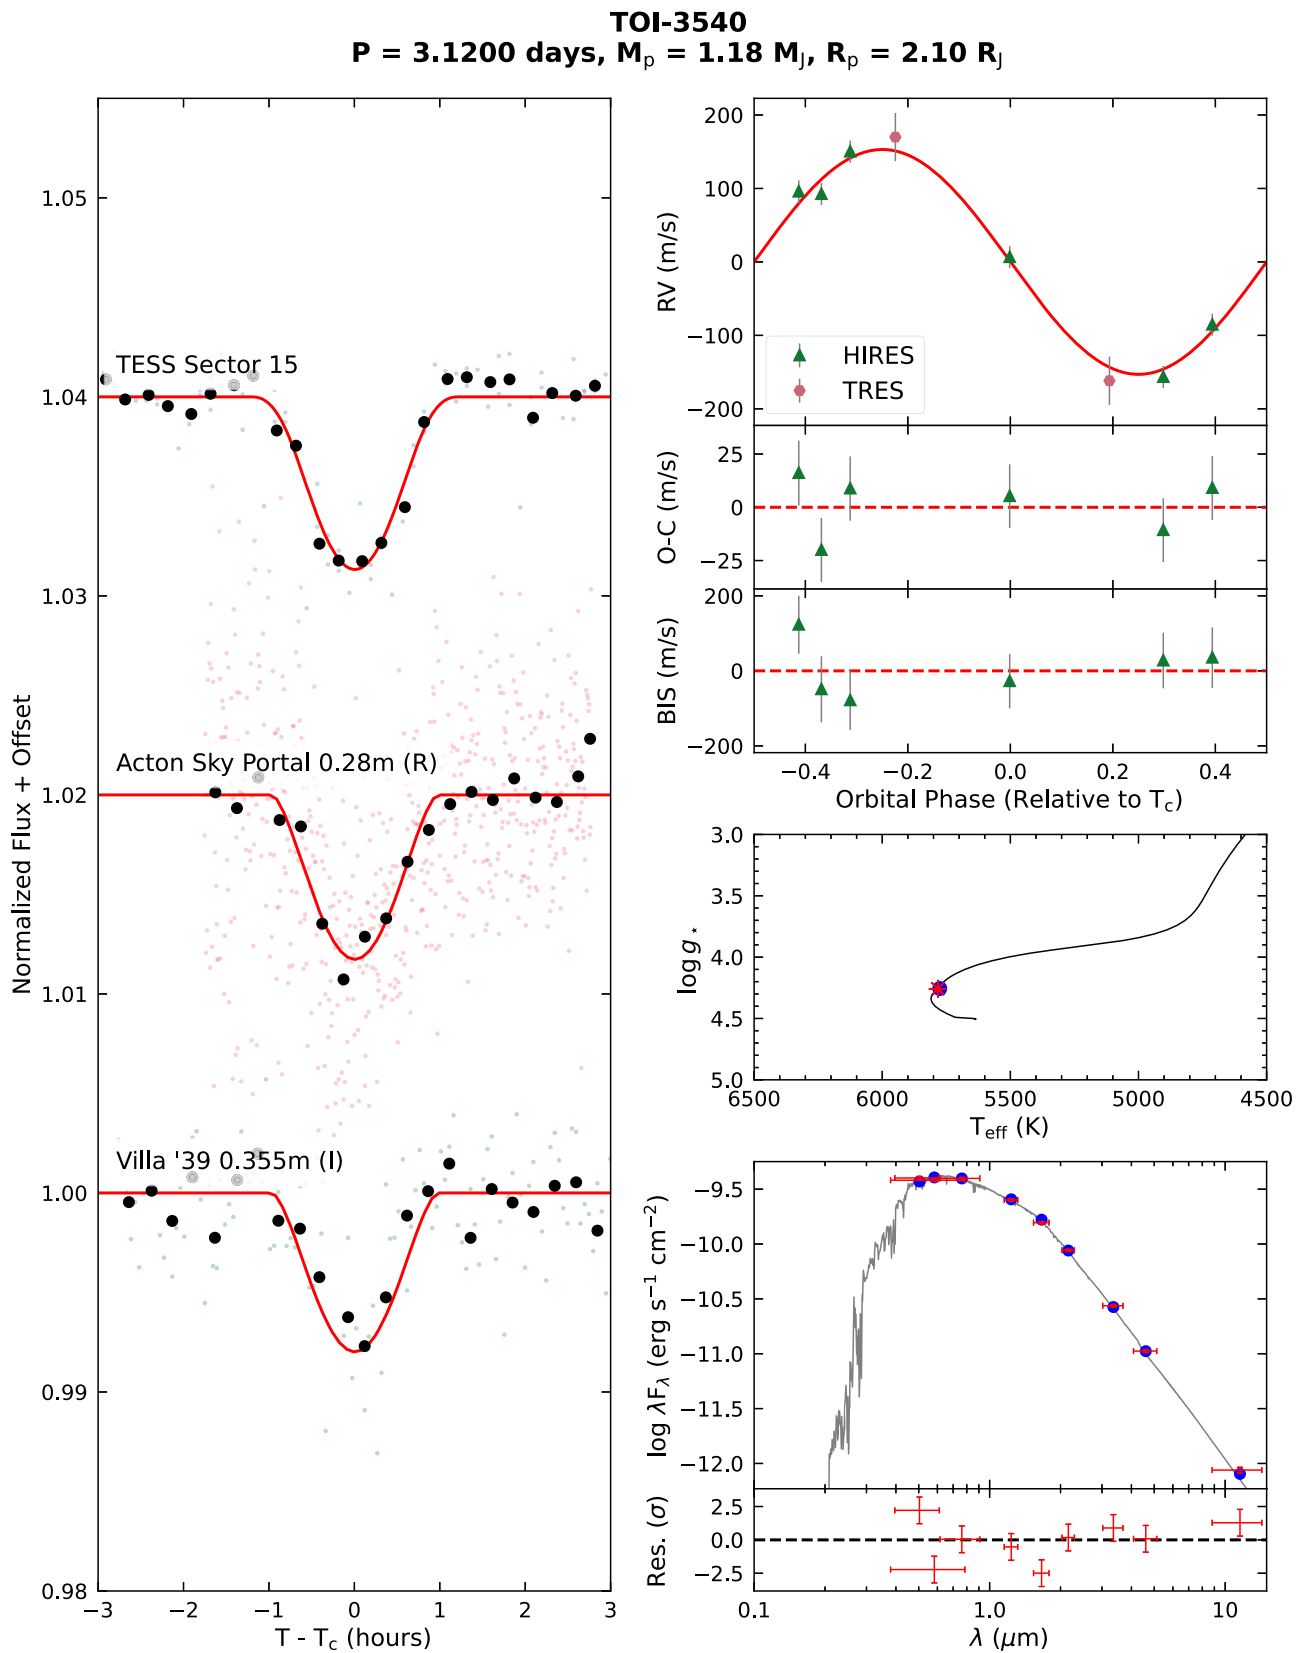 TOI-3540
P = 3.1200 days, Mp = 1.18 MJ, Rp = 2.10 RJ
1.05
1.04
1.03
1.02
1.01
1.00
0.99
0.98
Normalized Flux + Offset
TESS Sector 15
Acton Sky Portal 0.28m (R)
Villa '39 0.355m (I)
−3
−2
−1
0
1
2
3
T - Tc (hours)
200
100
0
−100
−200
RV (m/s)
HIRES
TRES
25
0
−25
O-C (m/s)
200
0
−200
BIS (m/s)
−0.4
−0.2
0.0
0.2
0.4
Orbital Phase (Relative to Tc)
3.0
3.5
4.0
4.5
5.0
log g⋆
6500
6000
5500
5000
4500
Teff (K)
−9.5
−10.0
−10.5
−11.0
−11.5
−12.0
log λFλ (erg s−1 cm−2)
2.5
0.0
−2.5
Res. (σ)
0.1
1.0
10
λ (μm)